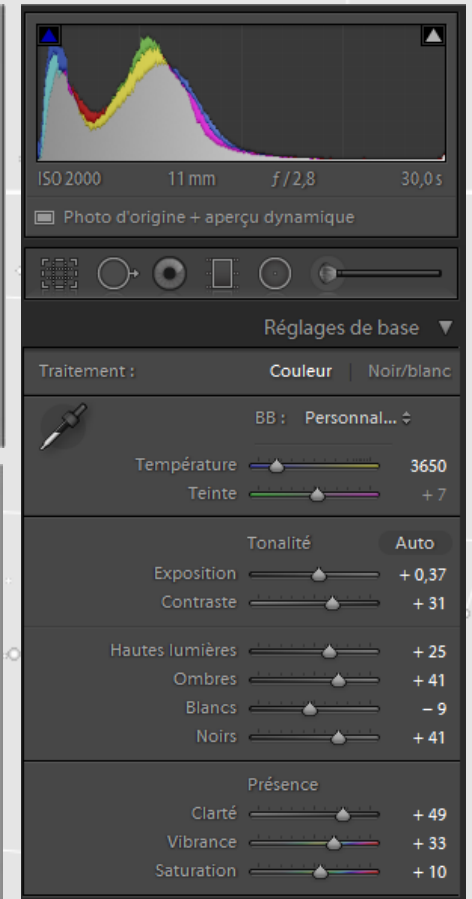 ISO 2000 11 mm ƒ / 2,8 30,0 s
Photo d'origine + aperçu dynamique
Réglages de base
Traitement : Couleur | Noir/blanc
BB : Personnal...
Température 3650
Teinte + 7
Tonalité Auto
Exposition + 0,37
Contraste + 31
Hautes lumières + 25
Ombres + 41
Blancs − 9
Noirs + 41
Présence
Clarté + 49
Vibrance + 33
Saturation + 10